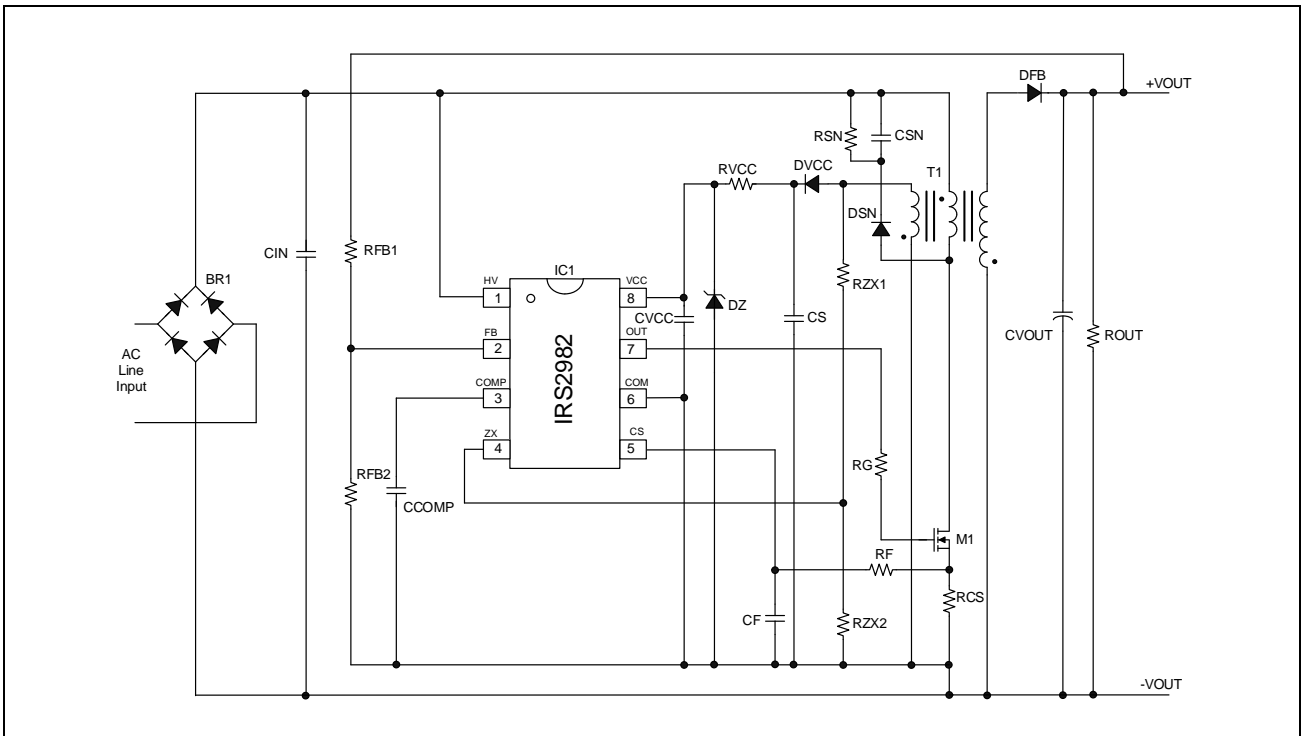 DFB
+VOUT
RSN
CSN
RVCC
DVCC
T1
DSN
CIN
RFB1
BR1
IC1
HV
VCC
1
8
RZX1
DZ
CVCC
CS
FB
OUT
2
7
CVOUT
ROUT
AC
Line
Input
IRS2982
COMP
COM
3
6
ZX
CS
4
5
RG
RFB2
CCOMP
M1
RF
RCS
CF
RZX2
-VOUT